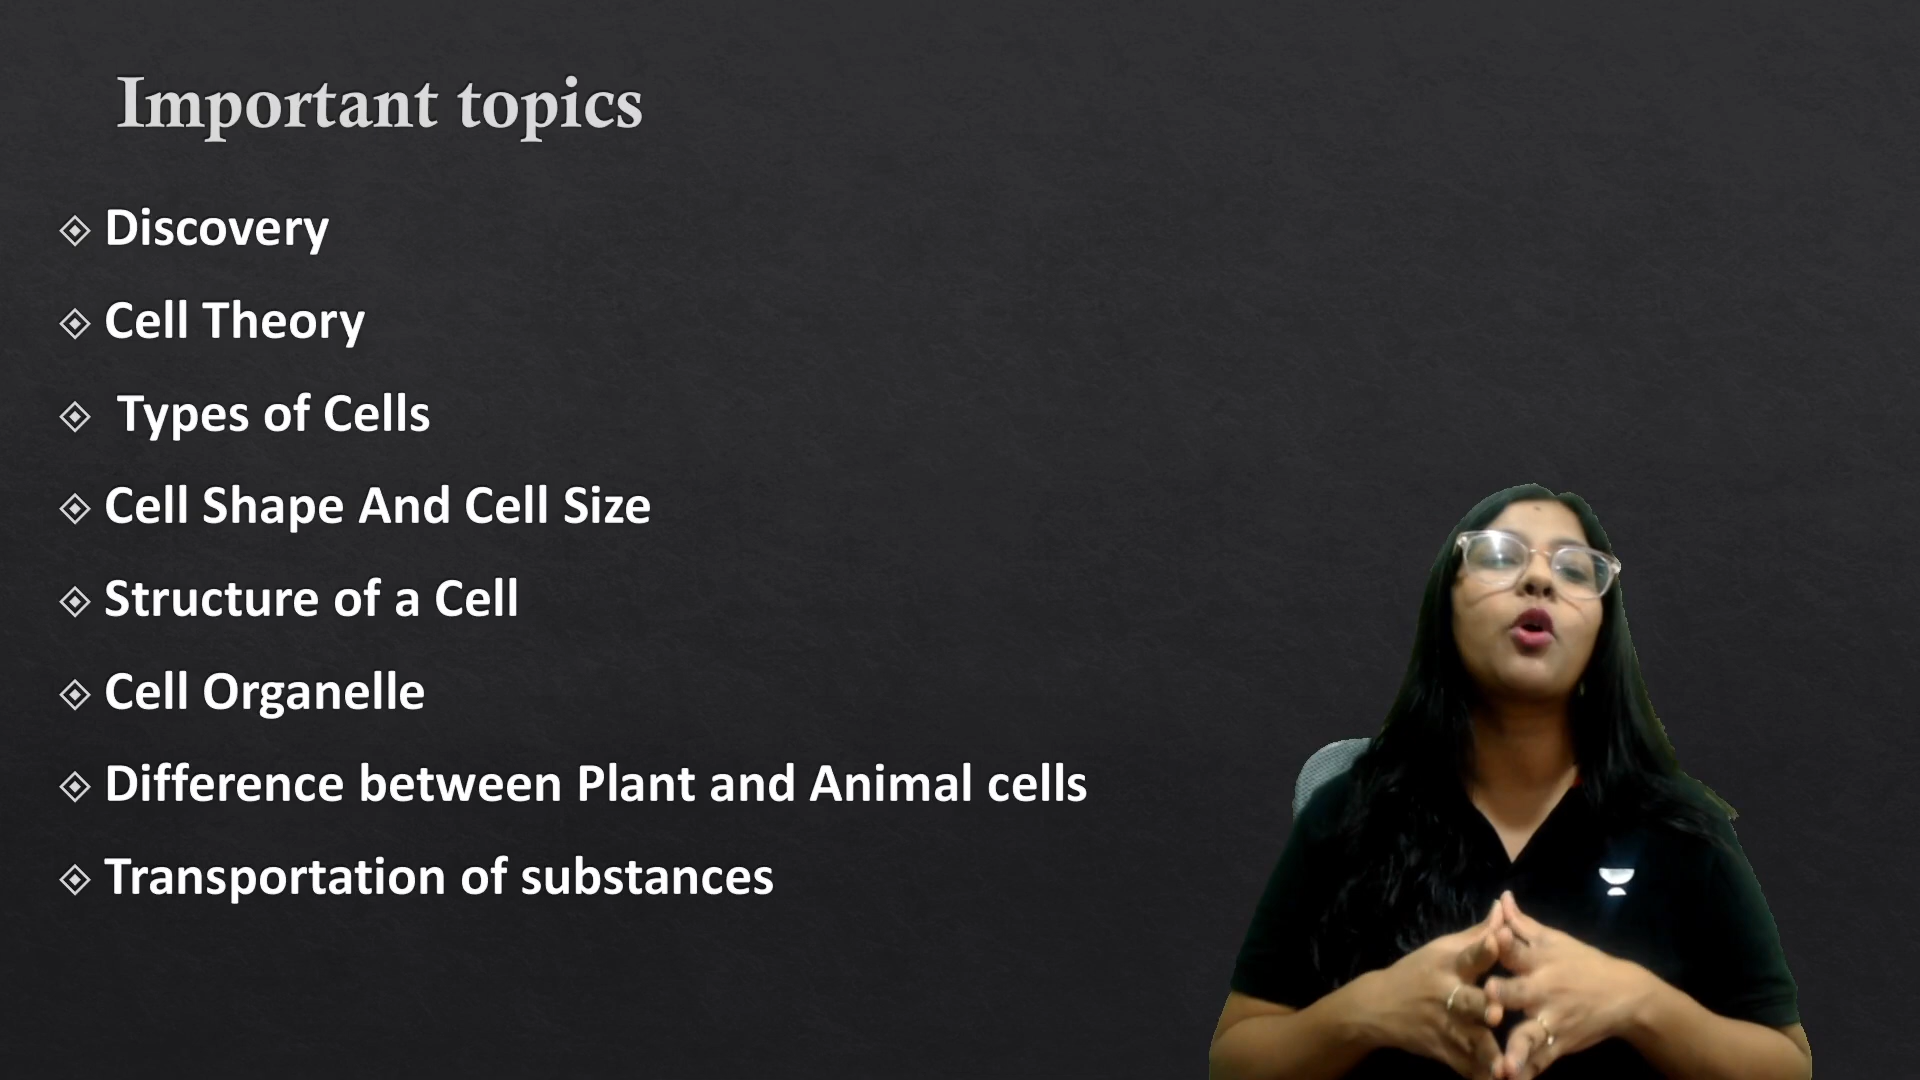 Important topics
Discovery
Cell Theory
Types of Cells
Cell Shape And Cell Size
Structure of a Cell
Cell Organelle
Difference between Plant and Animal cells
Transportation of substances